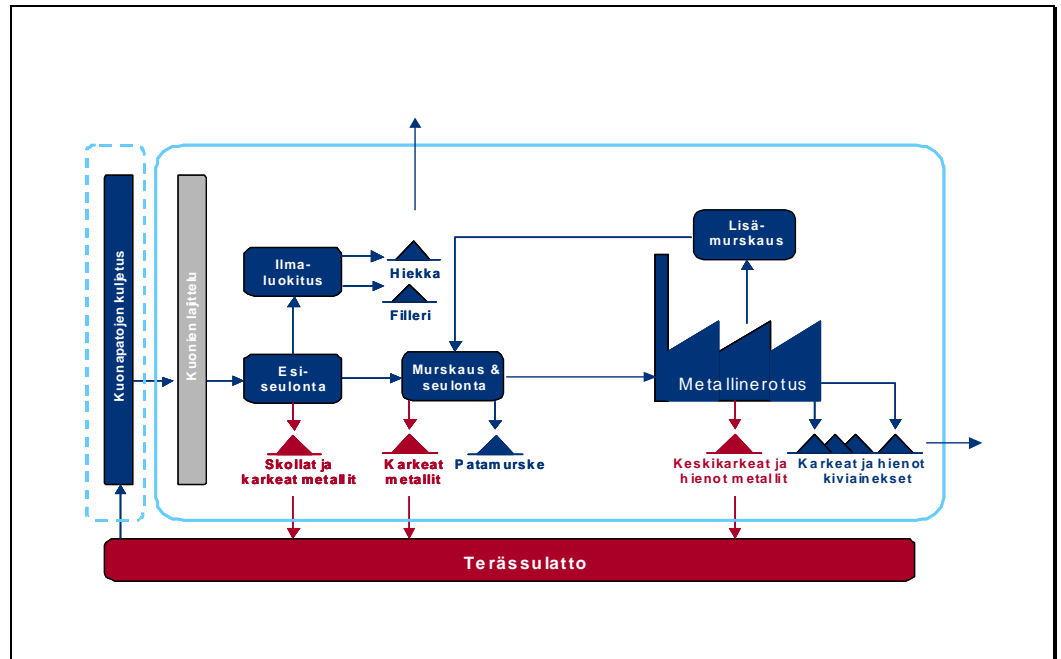 Kuonapatojen kuljetus
Kuonien lajittelu
Ilma-
luokitus
Hiekka
Filleri
Lisä-
murskaus
Esi-
seulonta
Murskaus &
seulonta
Metallinerotus
Skollat ja
karkeat metallit
Karkeat
metallit
Patamurske
Keskikarkeat ja
hienot metallit
Karkeat ja hienot
kiviainekset
Terässulatto